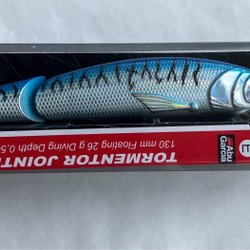 TORMENTOR JOINT
130 mm Floating 26 g Diving Depth 0.5
Abu
Garcia